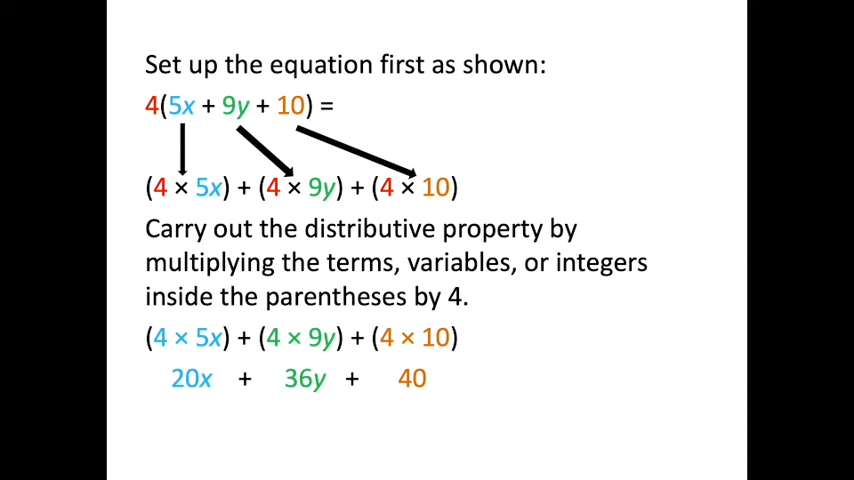 Set up the equation first as shown:
4(5x + 9y + 10) =
(4 × 5x) + (4 × 9y) + (4 × 10)
Carry out the distributive property by
multiplying the terms, variables, or integers
inside the parentheses by 4.
(4 × 5x) + (4 × 9y) + (4 × 10)
20x + 36y + 40